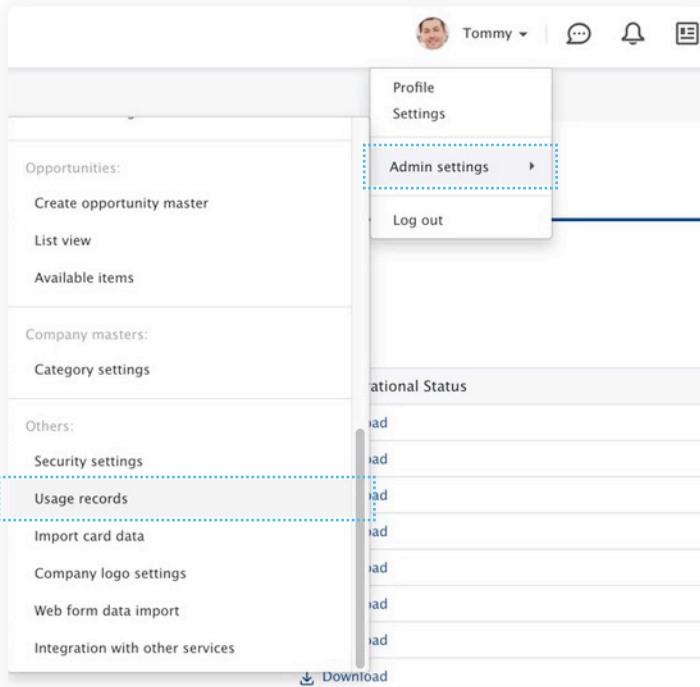 Tommy
Profile
Settings
Admin settings
Log out
Opportunities:
Create opportunity master
List view
Available items
Company masters:
Category settings
Others:
Security settings
Usage records
Import card data
Company logo settings
Web form data import
Integration with other services
Status
Download